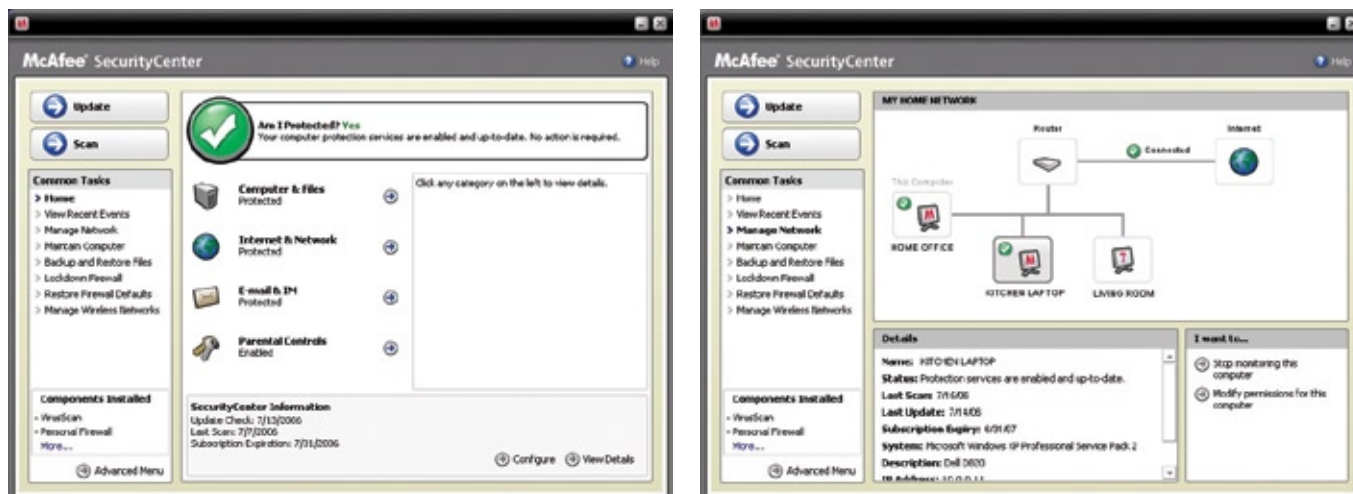 McAfee® SecurityCenter
Help
Update
Scan
Common Tasks
> Home
> View Recent Events
> Manage Network
> Maintain Computer
> Backup and Restore Files
> Lockdown Firewall
> Restore Firewall Defaults
> Manage Wireless Networks
Components Installed
- VirusScan
- Personal Firewall
More...
Advanced Menu
Am I Protected? Yes
Your computer protection services are enabled and up-to-date. No action is required.
Computer & Files
Protected
Internet & Network
Protected
E-mail & IM
Protected
Parental Controls
Enabled
Click any category on the left to view details.
SecurityCenter Information
Update Check: 7/13/2006
Last Scan: 7/7/2006
Subscription Expiration: 7/31/2006
Configure
View Details
McAfee® SecurityCenter
Help
Update
Scan
Common Tasks
> Home
> View Recent Events
> Manage Network
> Maintain Computer
> Backup and Restore Files
> Lockdown Firewall
> Restore Firewall Defaults
> Manage Wireless Networks
Components Installed
- VirusScan
- Personal Firewall
More...
Advanced Menu
MY HOME NETWORK
Router
Internet
Connected
This Computer
HOME OFFICE
KITCHEN LAPTOP
LIVING ROOM
Details
Name: KITCHEN LAPTOP
Status: Protection services are enabled and up-to-date.
Last Scan: 7/16/06
Last Update: 7/14/06
Subscription Expiry:
System: Microsoft Windows XP Professional Service Pack 2
Description: Dell D820
IP Address:
I want to...
Stop monitoring this
computer
Modify permissions for this
computer